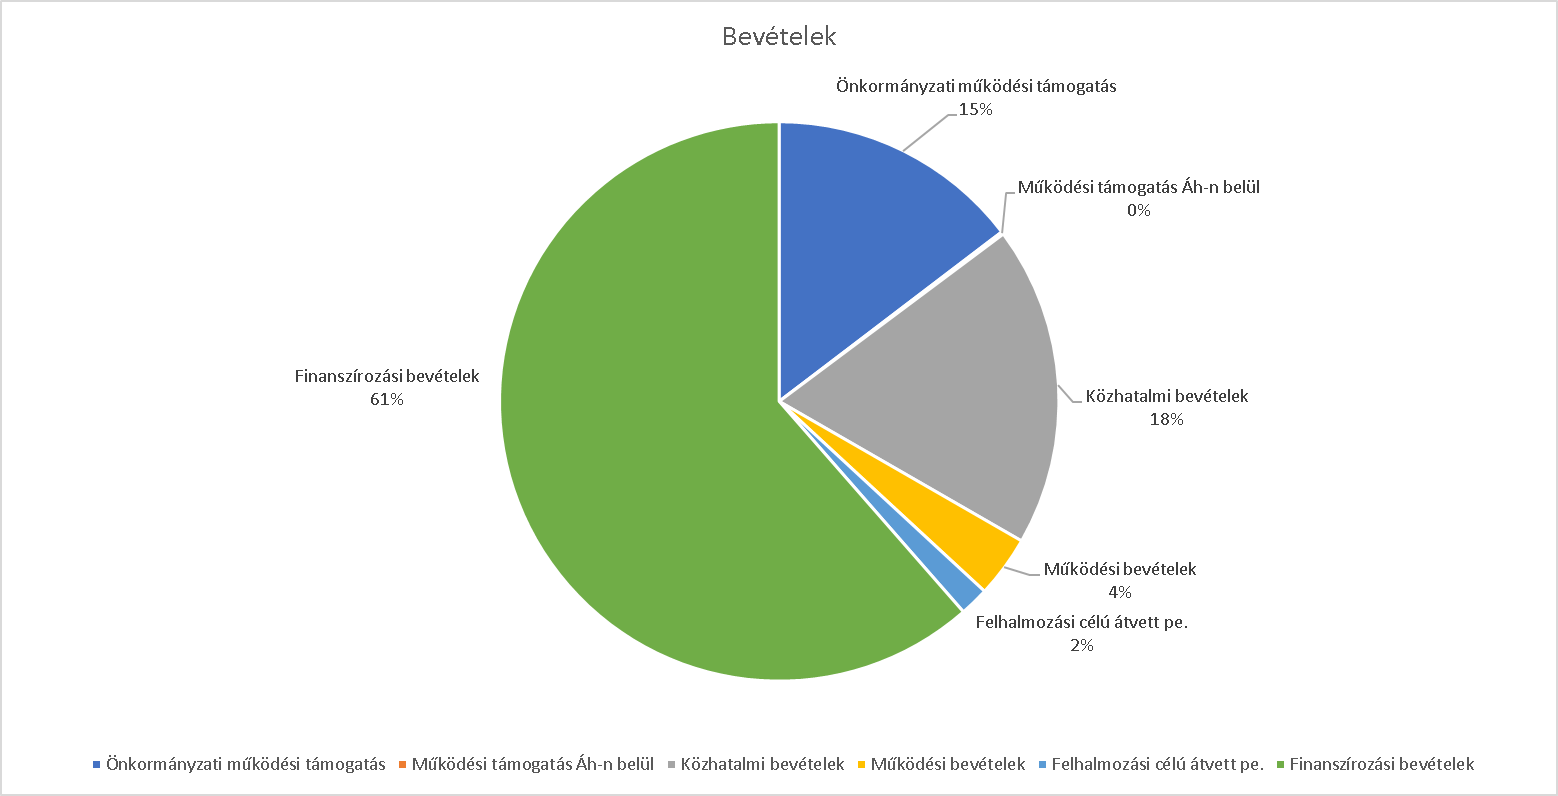 Bevételek
Önkormányzati működési támogatás
15%
Működési támogatás Áh-n belül
0%
Közhatalmi bevételek
18%
Működési bevételek
4%
Felhalmozási célú átvett pe.
2%
Finanszírozási bevételek
61%
Önkormányzati működési támogatás Működési támogatás Áh-n belül Közhatalmi bevételek Működési bevételek Felhalmozási célú átvett pe. Finanszírozási bevételek